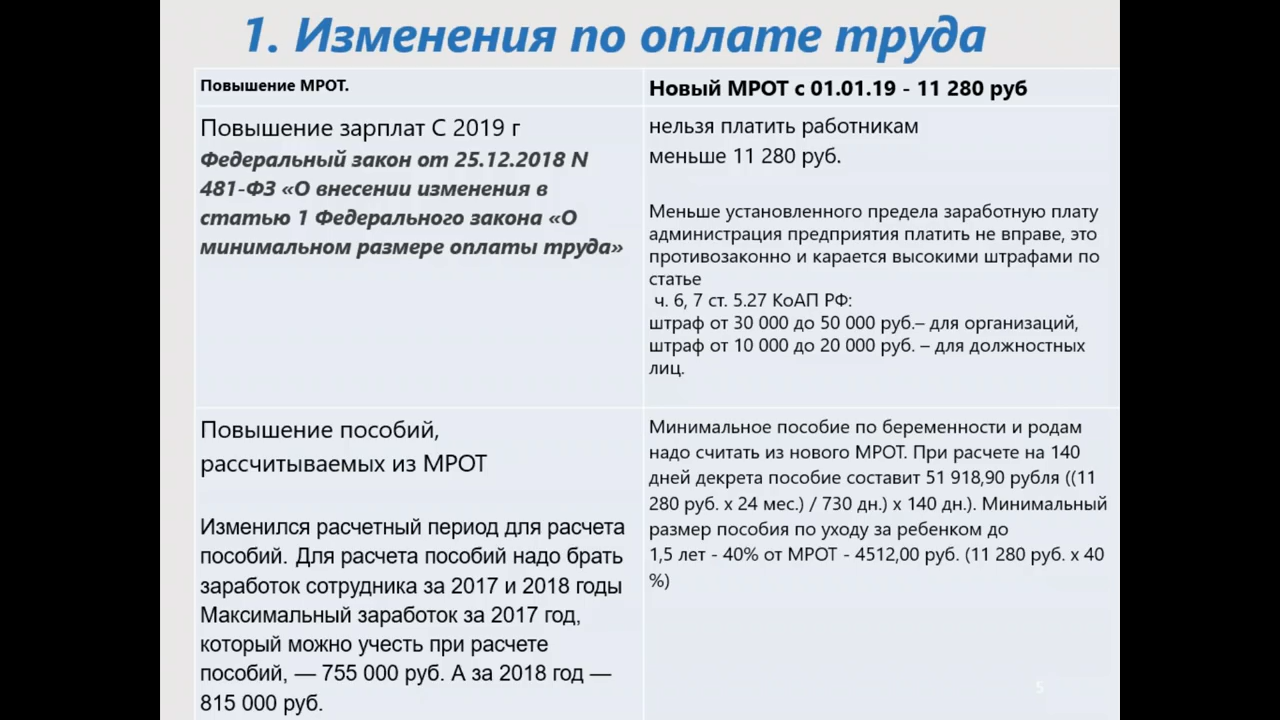 1. Изменения по оплате труда
Повышение МРОТ.
Новый МРОТ с 01.01.19 - 11 280 руб
Повышение зарплат С 2019 г
Федеральный закон от 25.12.2018 N
481-ФЗ «О внесении изменения в
статью 1 Федерального закона «О
минимальном размере оплаты труда»
нельзя платить работникам
меньше 11 280 руб.
Меньше установленного предела заработную плату
администрация предприятия платить не вправе, это
противозаконно и карается высокими штрафами по
статье
ч. 6, 7 ст. 5.27 КоАП РФ:
штраф от 30 000 до 50 000 руб.– для организаций,
штраф от 10 000 до 20 000 руб. – для должностных
лиц.
Повышение пособий,
рассчитываемых из МРОТ
Изменился расчетный период для расчета
пособий. Для расчета пособий надо брать
заработок сотрудника за 2017 и 2018 годы
Максимальный заработок за 2017 год,
который можно учесть при расчете
пособий, — 755 000 руб. А за 2018 год —
815 000 руб.
Минимальное пособие по беременности и родам
надо считать из нового МРОТ. При расчете на 140
дней декрета пособие составит 51 918,90 рубля ((11
280 руб. х 24 мес.) / 730 дн.) х 140 дн.). Минимальный
размер пособия по уходу за ребенком до
1,5 лет - 40% от МРОТ - 4512,00 руб. (11 280 руб. х 40
%)
5